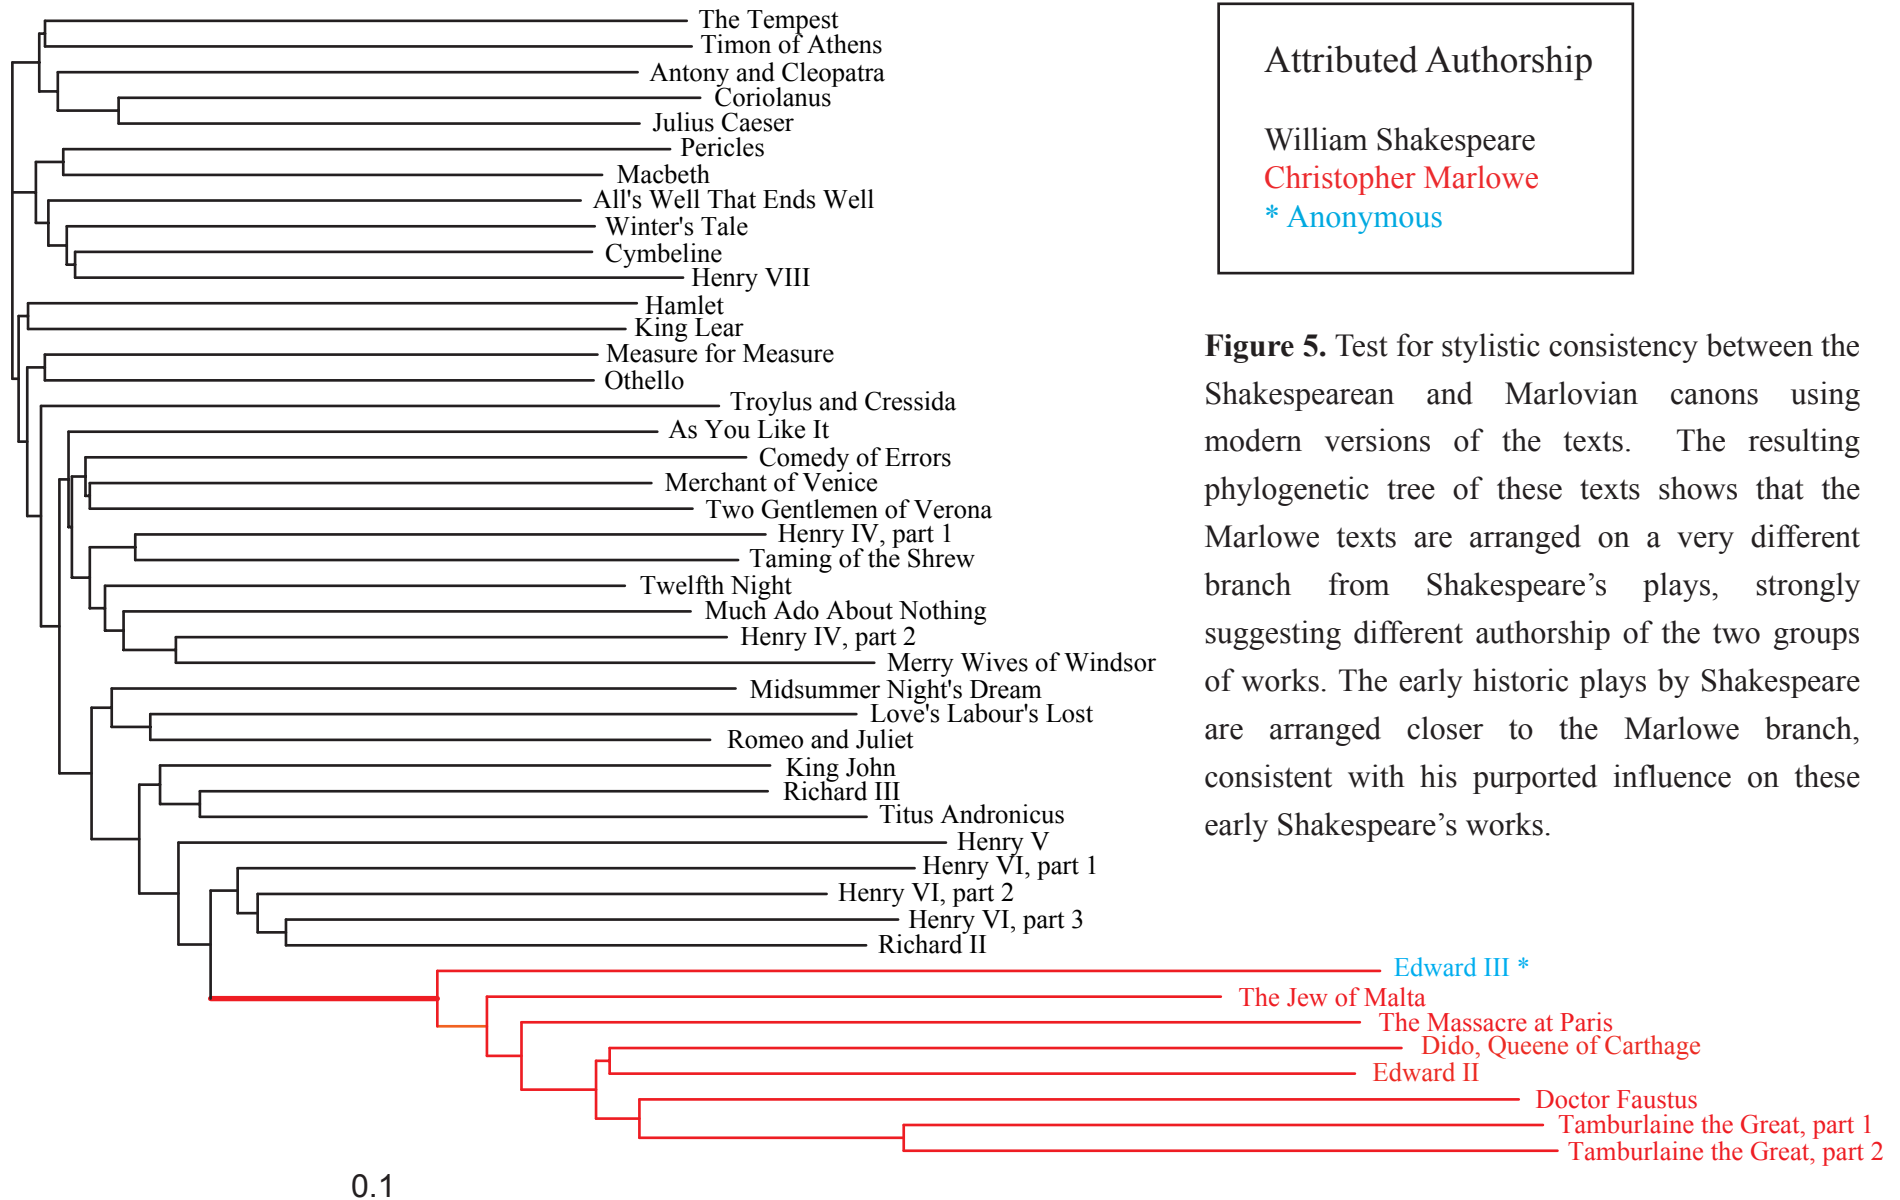 The Tempest
Timon of Athens
Antony and Cleopatra
Coriolanus
Julius Caeser
Pericles
Macbeth
All's Well That Ends Well
Winter's Tale
Cymbeline
Henry VIII
Hamlet
King Lear
Measure for Measure
Othello
Troylus and Cressida
As You Like It
Comedy of Errors
Merchant of Venice
Two Gentlemen of Verona
Henry IV, part 1
Taming of the Shrew
Twelfth Night
Much Ado About Nothing
Henry IV, part 2
Merry Wives of Windsor
Midsummer Night's Dream
Love's Labour's Lost
Romeo and Juliet
King John
Richard III
Titus Andronicus
Henry V
Henry VI, part 1
Henry VI, part 2
Henry VI, part 3
Richard II
Edward III *
The Jew of Malta
The Massacre at Paris
Dido, Queene of Carthage
Edward II
Doctor Faustus
Tamburlaine the Great, part 1
Tamburlaine the Great, part 2
0.1
Attributed Authorship
William Shakespeare
Christopher Marlowe
* Anonymous
Figure 5. Test for stylistic consistency between the
Shakespearean and Marlovian canons using
modern versions of the texts. The resulting
phylogenetic tree of these texts shows that the
Marlowe texts are arranged on a very different
branch from Shakespeare’s plays, strongly
suggesting different authorship of the two groups
of works. The early historic plays by Shakespeare
are arranged closer to the Marlowe branch,
consistent with his purported influence on these
early Shakespeare’s works.